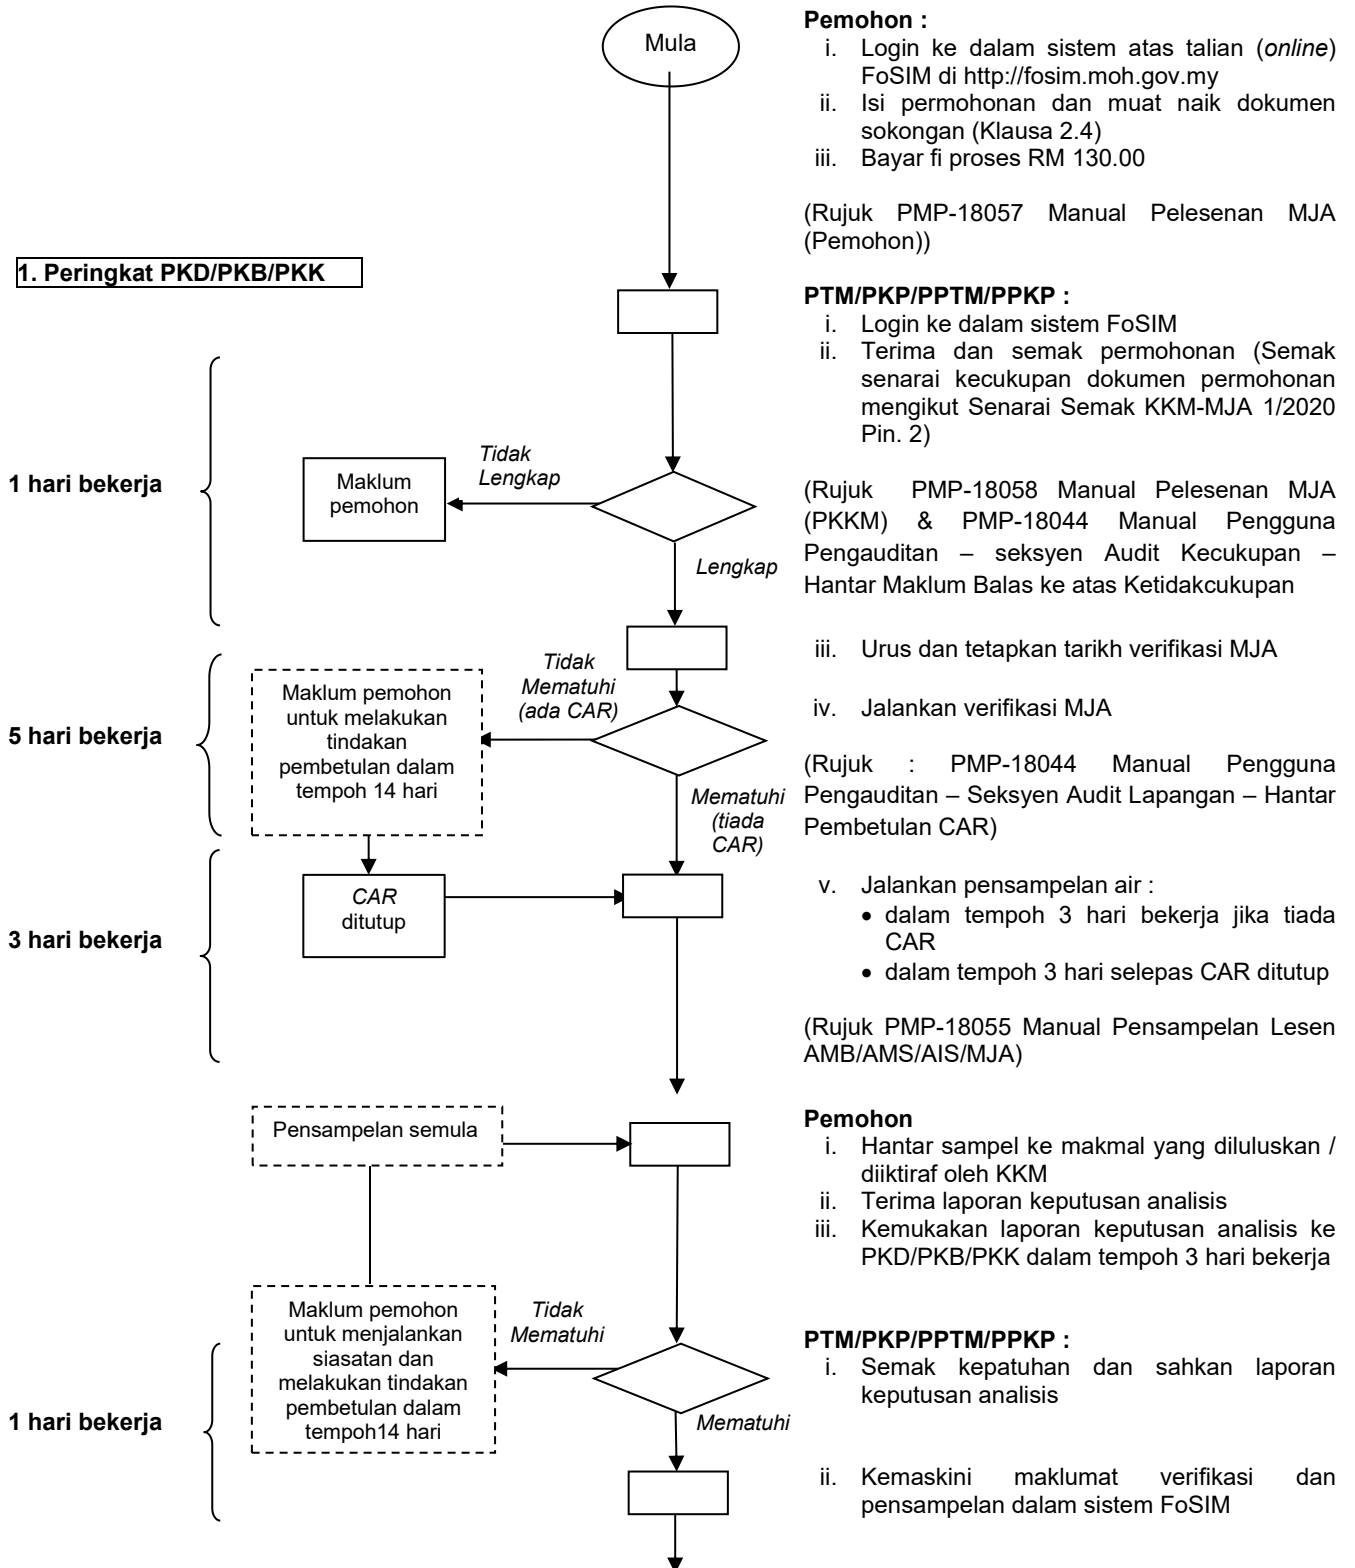 Mula
Pemohon :
i. Login ke dalam sistem atas talian (online)
FoSIM di http://fosim.moh.gov.my
ii. Isi permohonan dan muat naik dokumen
sokongan (Klausa 2.4)
iii. Bayar fi proses RM 130.00
(Rujuk PMP-18057 Manual Pelesenan MJA
(Pemohon))
1. Peringkat PKD/PKB/PKK
PTM/PKP/PPTM/PPKP :
i. Login ke dalam sistem FoSIM
ii. Terima dan semak permohonan (Semak
senarai kecukupan dokumen permohonan
mengikut Senarai Semak KKM-MJA 1/2020
Pin. 2)
1 hari bekerja
Maklum
pemohon
Tidak
Lengkap
Lengkap
(Rujuk PMP-18058 Manual Pelesenan MJA
(PKKM) & PMP-18044 Manual Pengguna
Pengauditan – seksyen Audit Kecukupan –
Hantar Maklum Balas ke atas Ketidakcukupan
iii. Urus dan tetapkan tarikh verifikasi MJA
5 hari bekerja
Maklum pemohon
untuk melakukan
tindakan
pembetulan dalam
tempoh 14 hari
Tidak
Mematuhi
(ada CAR)
Mematuhi
(tiada
CAR)
iv. Jalankan verifikasi MJA
(Rujuk : PMP-18044 Manual Pengguna
Pengauditan – Seksyen Audit Lapangan – Hantar
Pembetulan CAR)
3 hari bekerja
CAR
ditutup
v. Jalankan pensampelan air :
• dalam tempoh 3 hari bekerja jika tiada
CAR
• dalam tempoh 3 hari selepas CAR ditutup
(Rujuk PMP-18055 Manual Pensampelan Lesen
AMB/AMS/AIS/MJA)
Pensampelan semula
Pemohon
i. Hantar sampel ke makmal yang diluluskan /
diiktiraf oleh KKM
ii. Terima laporan keputusan analisis
iii. Kemukakan laporan keputusan analisis ke
PKD/PKB/PKK dalam tempoh 3 hari bekerja
1 hari bekerja
Maklum pemohon
untuk menjalankan
siasatan dan
melakukan tindakan
pembetulan dalam
tempoh14 hari
Tidak
Mematuhi
Mematuhi
PTM/PKP/PPTM/PPKP :
i. Semak kepatuhan dan sahkan laporan
keputusan analisis
ii. Kemaskini maklumat verifikasi dan
pensampelan dalam sistem FoSIM